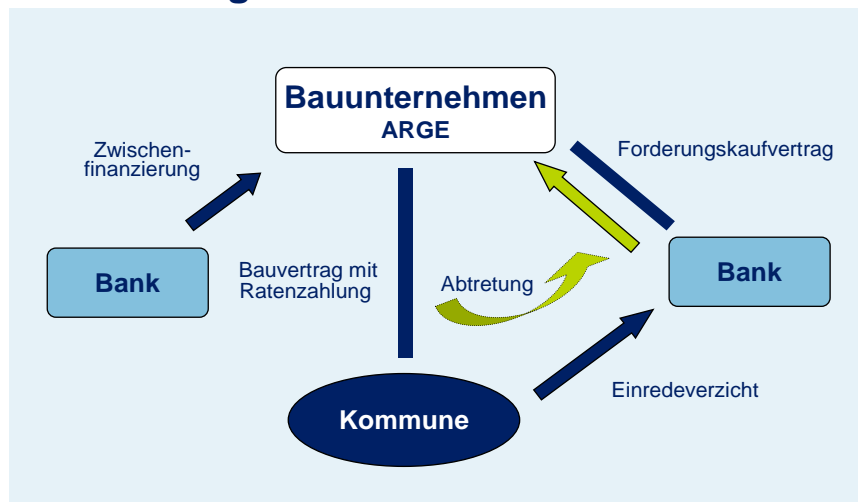 Bauunternehmen
ARGE
Zwischen-
finanzierung
Forderungskaufvertrag
Bank
Bauvertrag mit
Ratenzahlung
Abtretung
Bank
Einredeverzicht
Kommune